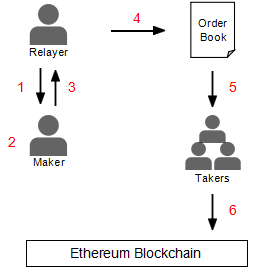 4
Order
Book
Relayer
1
3
5
2
Maker
Takers
6
Ethereum Blockchain